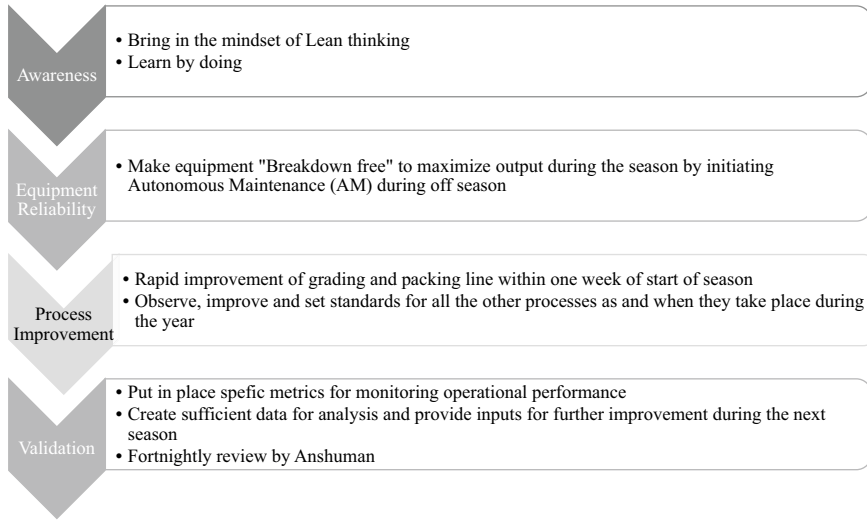 Awareness
• Bring in the mindset of Lean thinking
• Learn by doing
Equipment
Reliability
• Make equipment "Breakdown free" to maximize output during the season by initiating
Autonomous Maintenance (AM) during off season
Process
Improvement
• Rapid improvement of grading and packing line within one week of start of season
• Observe, improve and set standards for all the other processes as and when they take place during
the year
Validation
• Put in place spefic metrics for monitoring operational performance
• Create sufficient data for analysis and provide inputs for further improvement during the next
season
• Fortnightly review by Anshuman